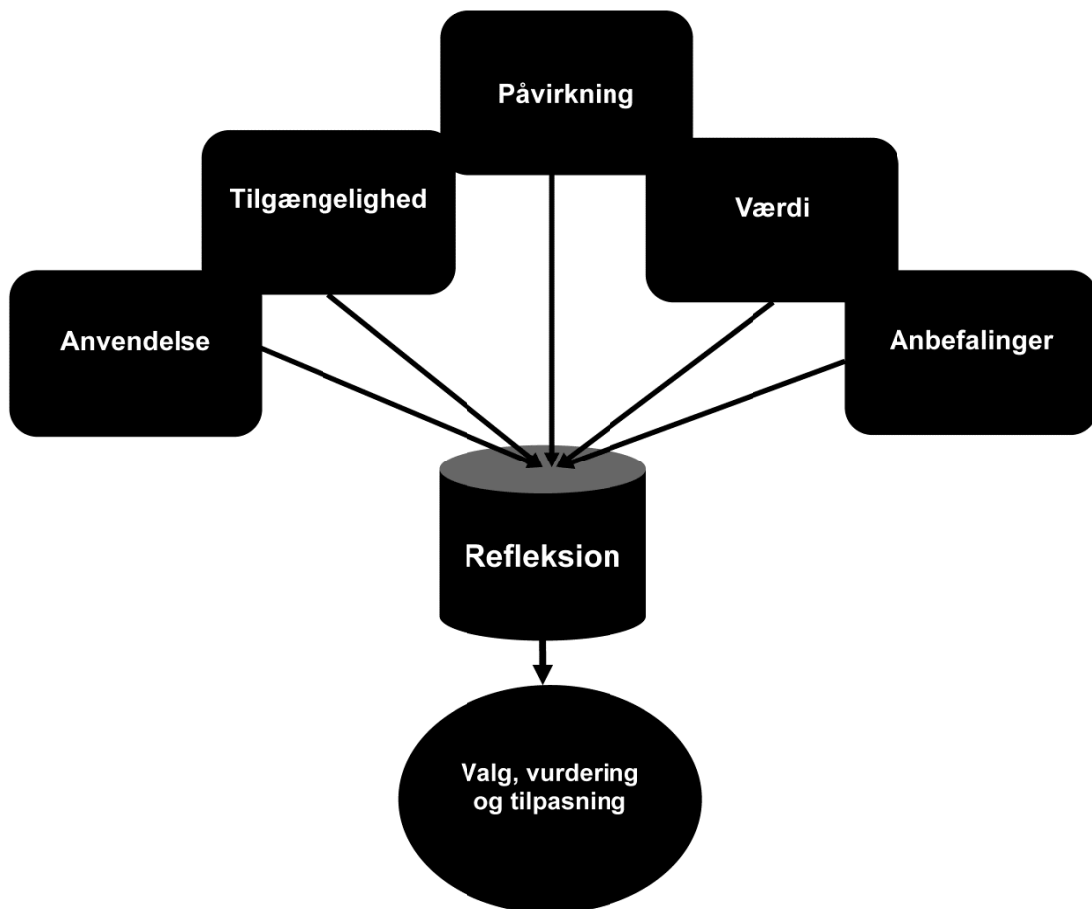 Påvirkning
Tilgængelighed
Værdi
Anvendelse
Anbefalinger
Refleksion
Valg, vurdering
og tilpasning